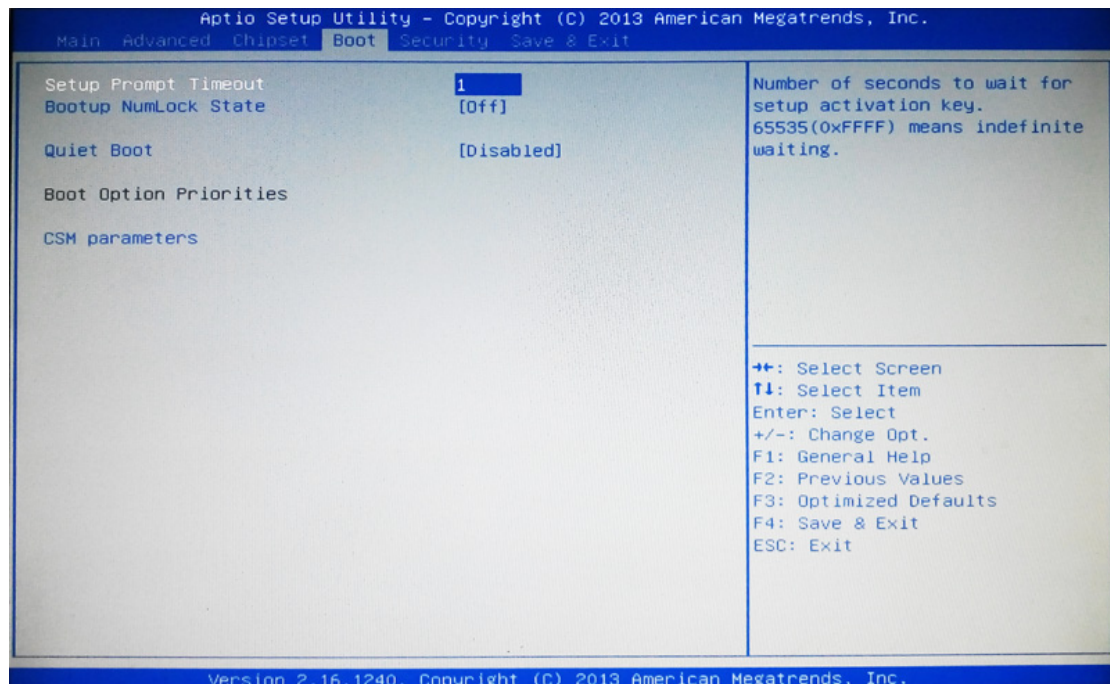 Aptio Setup Utility – Copyright (C) 2013 American Megatrends, Inc.
Main Advanced Chipset Boot Security Save & Exit
Setup Prompt Timeout 1
Bootup NumLock State [Off]
Quiet Boot [Disabled]
Boot Option Priorities
CSM parameters
Number of seconds to wait for
setup activation key.
65535(0xFFFF) means indefinite
waiting.
→←: Select Screen
↑↓: Select Item
Enter: Select
+/-: Change Opt.
F1: General Help
F2: Previous Values
F3: Optimized Defaults
F4: Save & Exit
ESC: Exit
Version 2.16.1240. Copyright (C) 2013 American Megatrends, Inc.